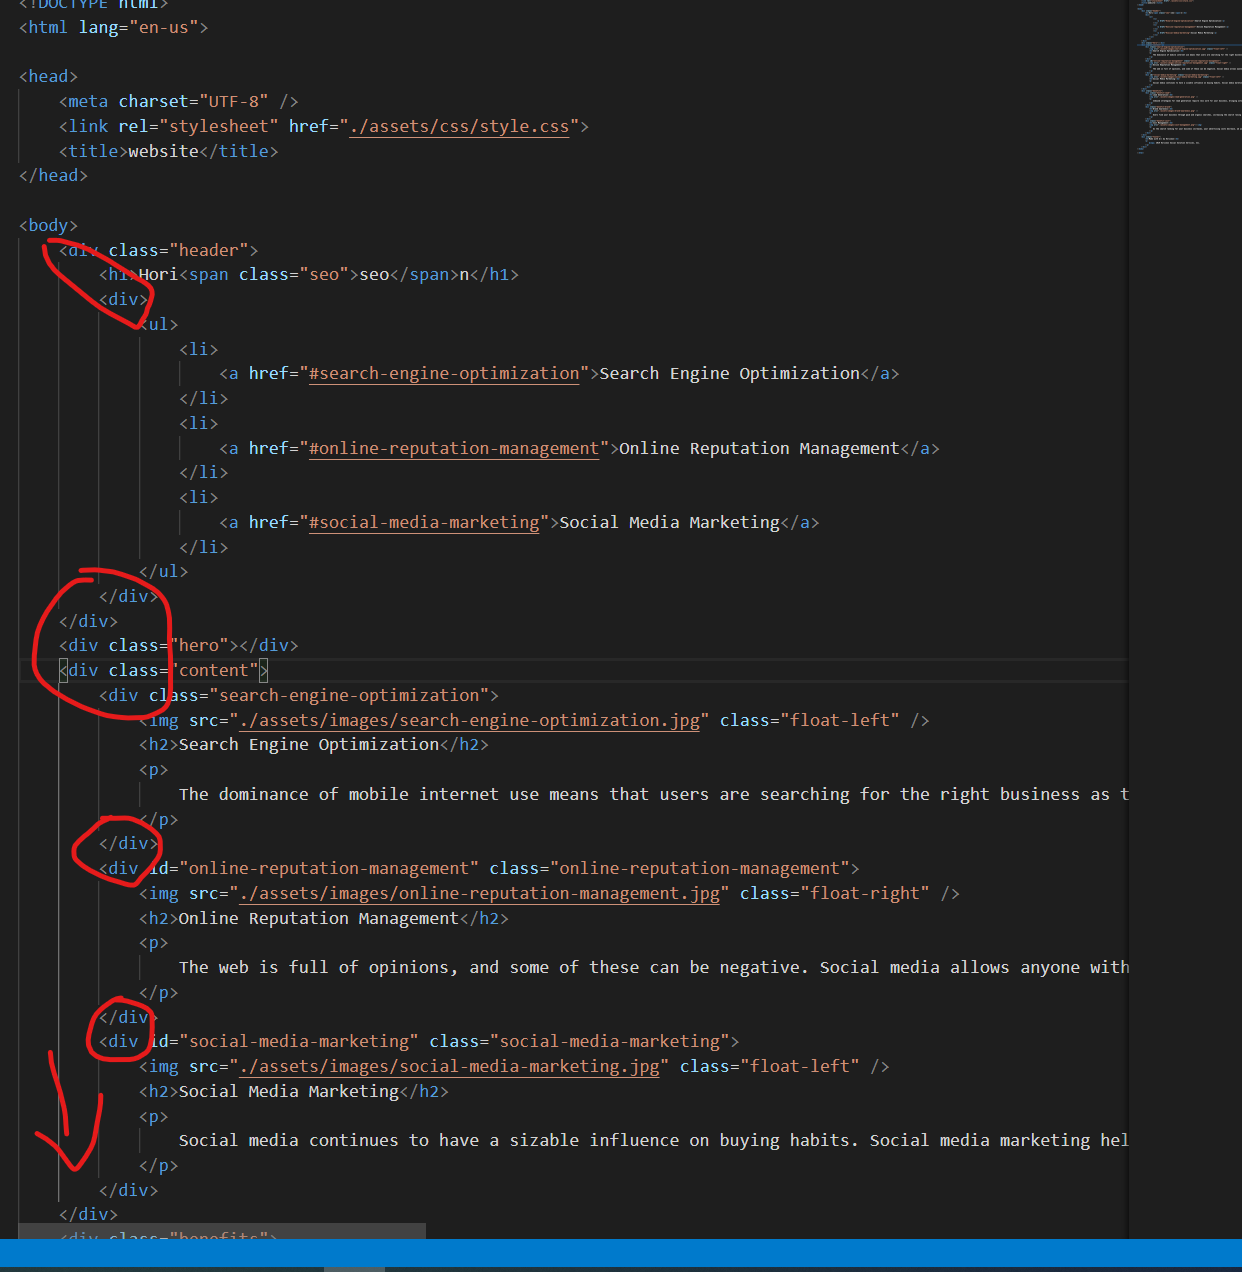 <!DOCTYPE html>
<html lang="en-us">
<head>
<meta charset="UTF-8" />
<link rel="stylesheet" href="./assets/css/style.css">
<title>website</title>
</head>
<body>
<div class="header">
<h1>Hori<span class="seo">seo</span>n</h1>
<div>
<ul>
<li>
<a href="#search-engine-optimization">Search Engine Optimization</a>
</li>
<li>
<a href="#online-reputation-management">Online Reputation Management</a>
</li>
<li>
<a href="#social-media-marketing">Social Media Marketing</a>
</li>
</ul>
</div>
</div>
<div class="hero"></div>
<div class="content">
<div class="search-engine-optimization">
<img src="./assets/images/search-engine-optimization.jpg" class="float-left" />
<h2>Search Engine Optimization</h2>
<p>
The dominance of mobile internet use means that users are searching for the right business as t
</p>
</div>
<div id="online-reputation-management" class="online-reputation-management">
<img src="./assets/images/online-reputation-management.jpg" class="float-right" />
<h2>Online Reputation Management</h2>
<p>
The web is full of opinions, and some of these can be negative. Social media allows anyone with
</p>
</div>
<div id="social-media-marketing" class="social-media-marketing">
<img src="./assets/images/social-media-marketing.jpg" class="float-left" />
<h2>Social Media Marketing</h2>
<p>
Social media continues to have a sizable influence on buying habits. Social media marketing hel
</p>
</div>
</div>
<div class="benefits">